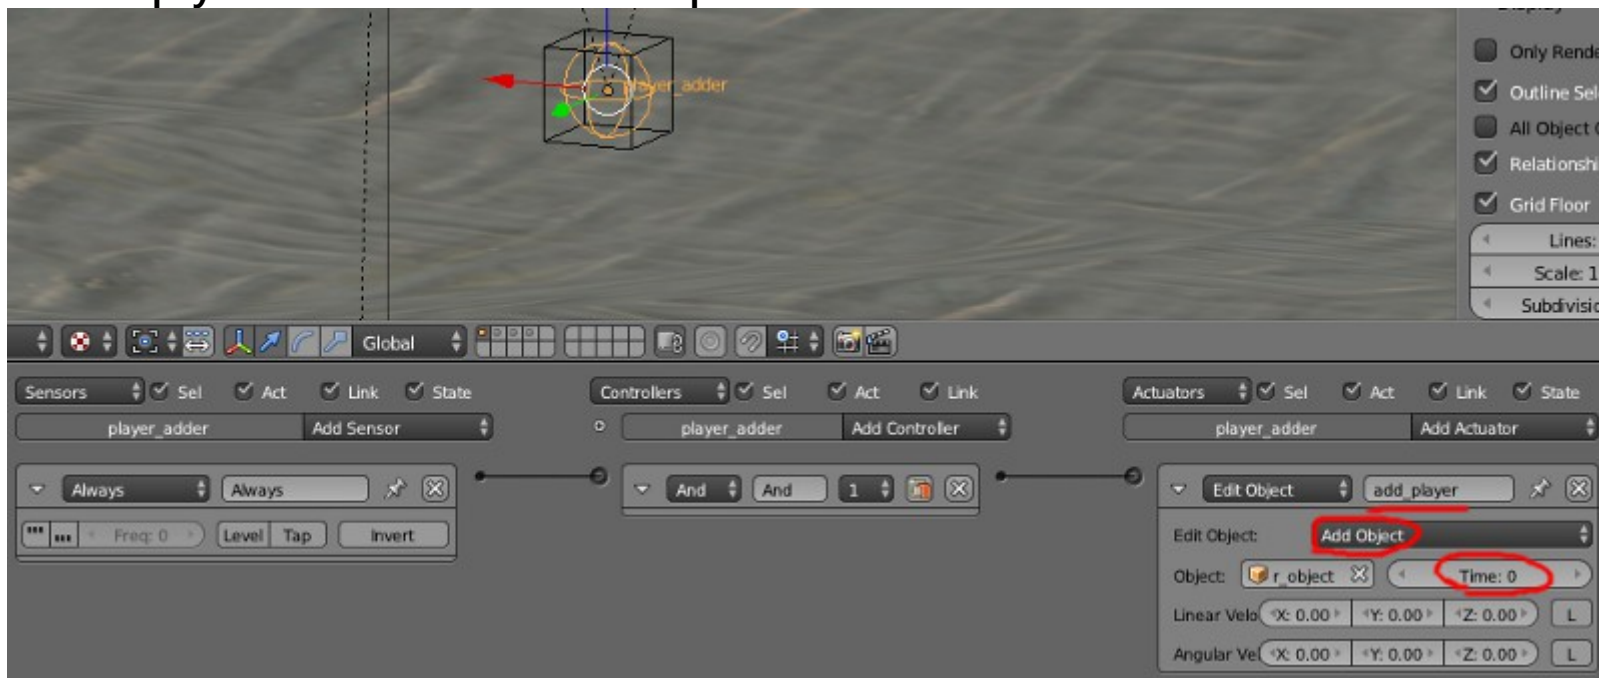 Only Rende
player_adder
Outline Sel
All Object
Relationshi
Grid Floor
Lines:
Scale: 1
Subdivisio
Global
Sensors Sel Act Link State
Controllers Sel Act Link
Actuators Sel Act Link State
player_adder Add Sensor
player_adder Add Controller
player_adder Add Actuator
Always Always
And And 1
Edit Object add_player
Freq: 0 Level Tap Invert
Edit Object: Add Object
Object: r_object Time: 0
Linear Velo X: 0.00 Y: 0.00 Z: 0.00 L
Angular Vel X: 0.00 Y: 0.00 Z: 0.00 L